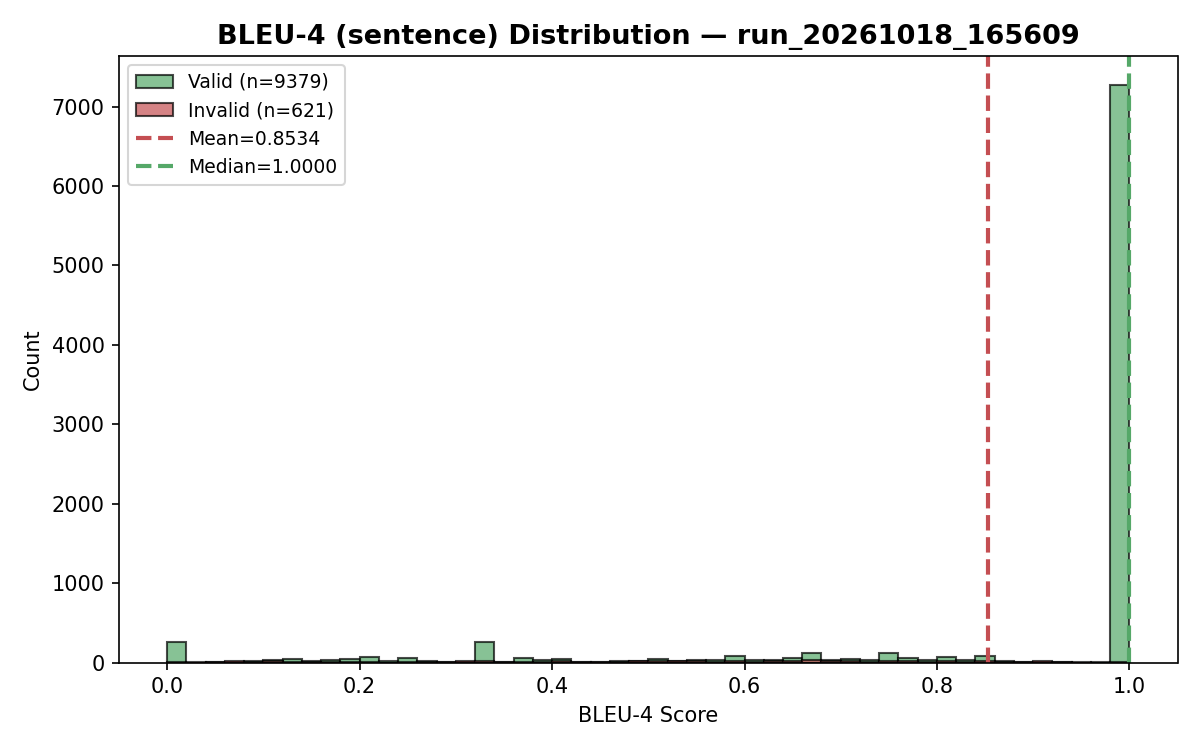 BLEU-4 (sentence) Distribution — run_20261018_165609
Valid (n=9379)
Invalid (n=621)
Mean=0.8534
Median=1.0000
7000
6000
5000
4000
3000
2000
1000
0
Count
0.0 0.2 0.4 0.6 0.8 1.0
BLEU-4 Score